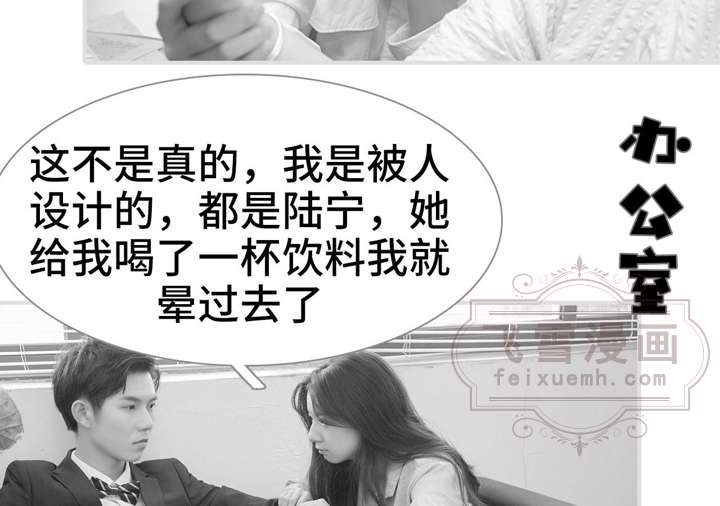 办公室
这不是真的，我是被人
设计的，都是陆宁，她
给我喝了一杯饮料我就
晕过去了
飞雪漫画
feixuemh.com